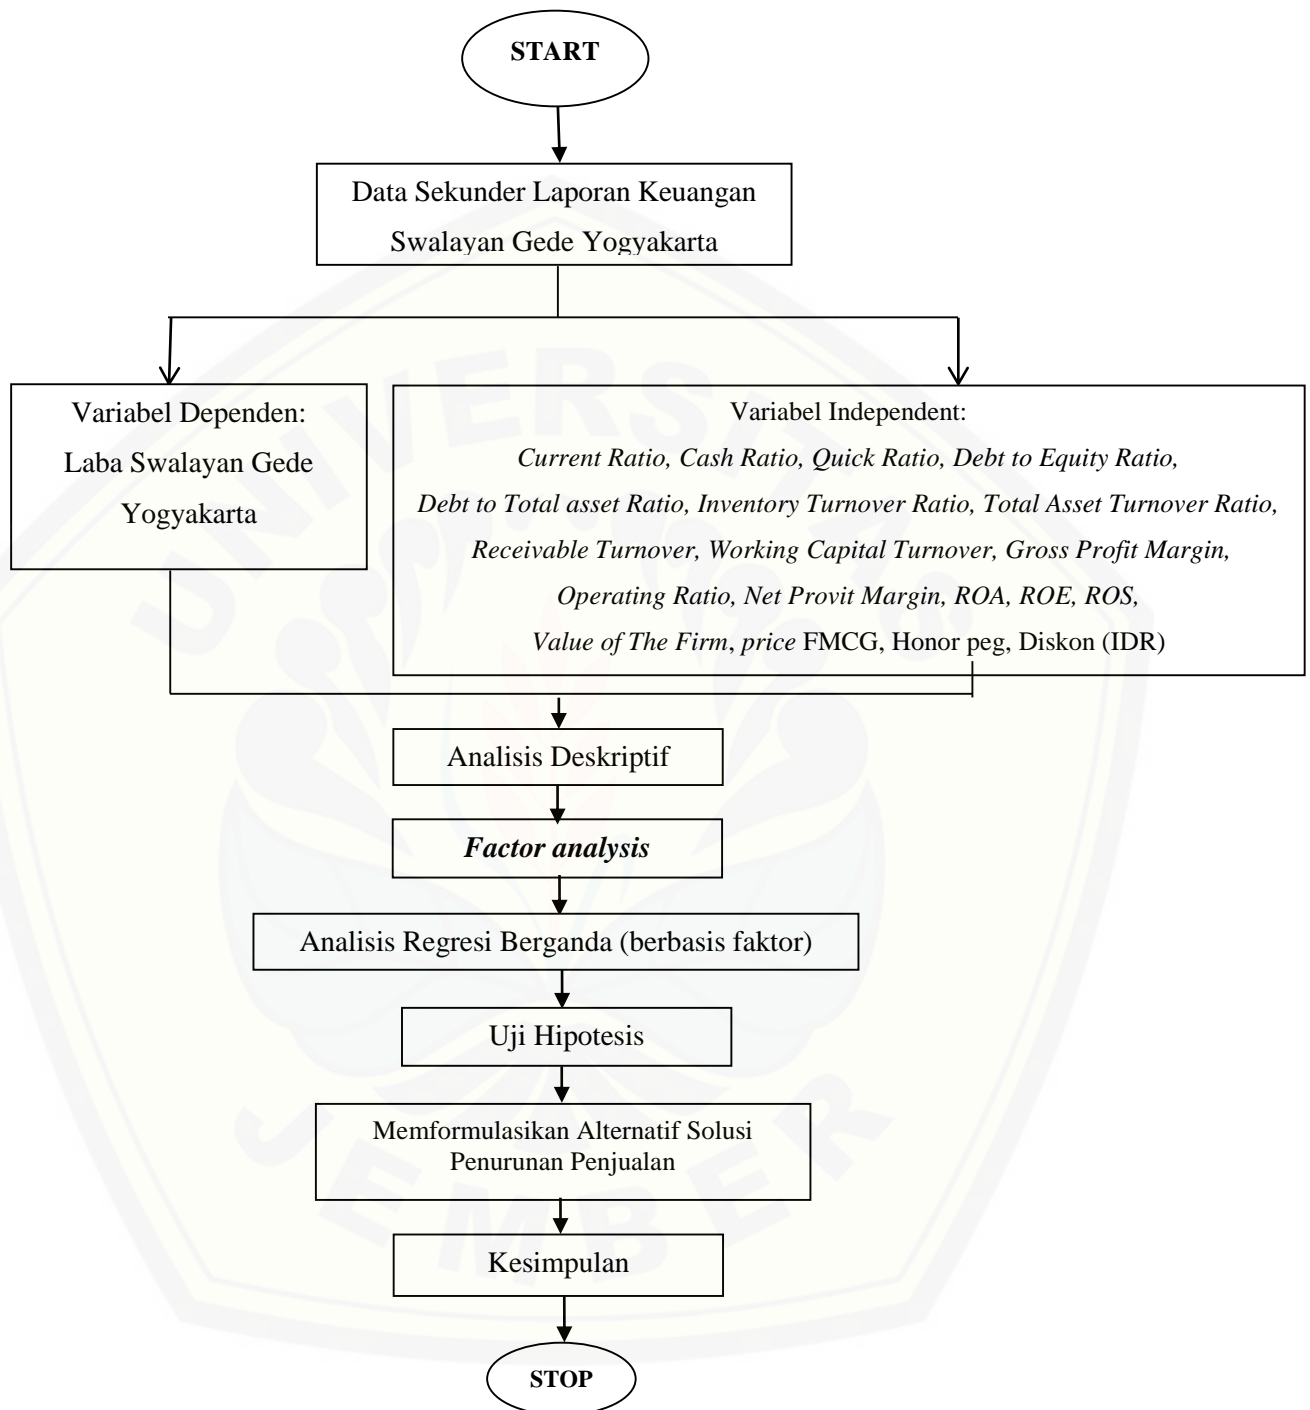 START
Data Sekunder Laporan Keuangan
Swalayan Gede Yogyakarta
Variabel Dependen:
Laba Swalayan Gede
Yogyakarta
Variabel Independent:
Current Ratio, Cash Ratio, Quick Ratio, Debt to Equity Ratio,
Debt to Total asset Ratio, Inventory Turnover Ratio, Total Asset Turnover Ratio,
Receivable Turnover, Working Capital Turnover, Gross Profit Margin,
Operating Ratio, Net Provit Margin, ROA, ROE, ROS,
Value of The Firm, price FMCG, Honor peg, Diskon (IDR)
Analisis Deskriptif
Factor analysis
Analisis Regresi Berganda (berbasis faktor)
Uji Hipotesis
Memformulasikan Alternatif Solusi
Penurunan Penjualan
Kesimpulan
STOP
UNIVERSITAS
JEMBER